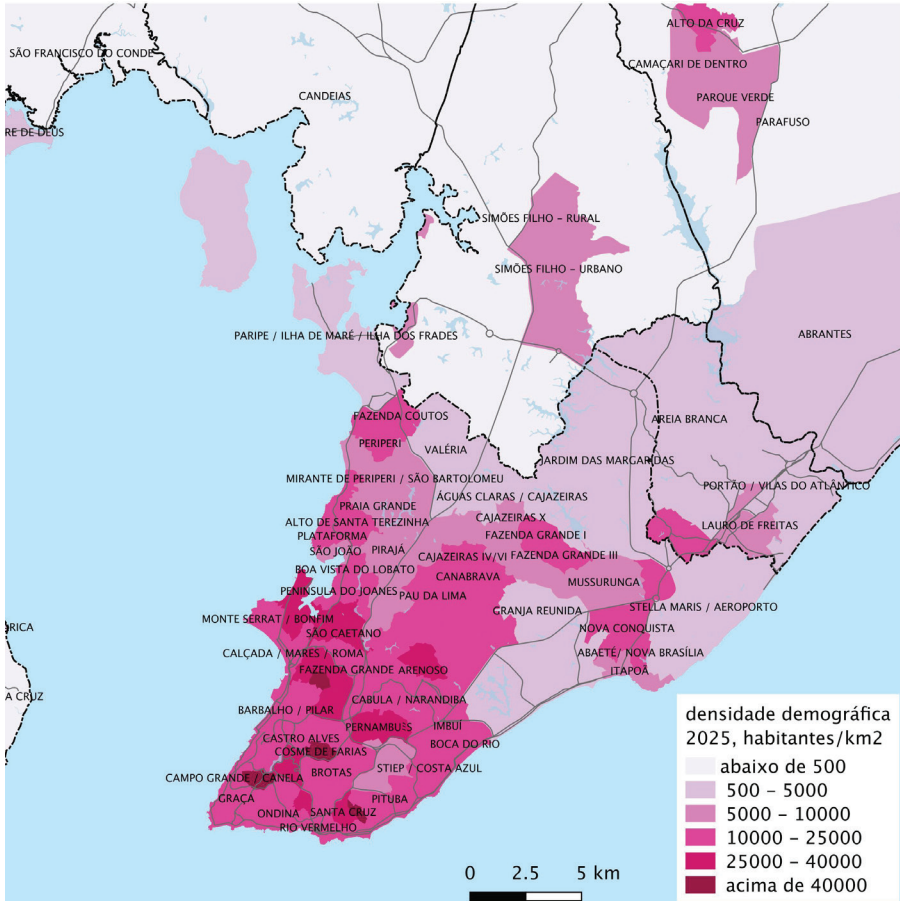 ALTO DA CRUZ
SÃO FRANCISCO DO CONDE
CAMAÇARI DE DENTRO
CANDEIAS
PARQUE VERDE
PARAFUSO
RE DE DEUS
SIMÕES FILHO – RURAL
SIMÕES FILHO – URBANO
PARIPE / ILHA DE MARÉ / ILHA DOS FRADES
ABRANTES
FAZENDA COUTOS
AREIA BRANCA
PERIPERI
VALÉRIA
JARDIM DAS MARGARIDAS
MIRANTE DE PERIPERI / SÃO BARTOLOMEU
PORTÃO / VILAS DO ATLÂNTICO
ÁGUAS CLARAS / CAJAZEIRAS
PRAIA GRANDE
CAJAZEIRAS X
ALTO DE SANTA TEREZINHA
LAURO DE FREITAS
PLATAFORMA
FAZENDA GRANDE I
SÃO JOÃO
PIRAJÁ
CAJAZEIRAS IV/VI
FAZENDA GRANDE III
BOA VISTA DO LOBATO
CANABRAVA
MUSSURUNGA
PENINSULA DO JOANES
PAU DA LIMA
GRANJA REUNIDA
STELLA MARIS / AEROPORTO
MONTE SERRAT / BONFIM
RICA
SÃO CAETANO
NOVA CONQUISTA
CALÇADA / MARES / ROMA
ABAETÉ/ NOVA BRASÍLIA
FAZENDA GRANDE
ARENOSO
ITAPOÃ
A CRUZ
CABULA / NARANDIBA
BARBALHO / PILAR
PERNAMBUÉS
IMBUÍ
CASTRO ALVES
BOCA DO RIO
COSME DE FARIAS
CAMPO GRANDE / CANELA
BROTAS
STIEP / COSTA AZUL
GRAÇA
PITUBA
ONDINA
SANTA CRUZ
RIO VERMELHO
densidade demográfica
2025, habitantes/km2
abaixo de 500
500 – 5000
5000 – 10000
10000 – 25000
25000 – 40000
acima de 40000
0 2.5 5 km